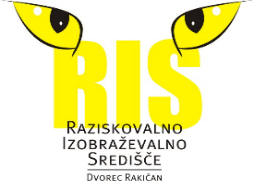 RIS
RAZISKOVALNO
IZOBRAŽEVALNO
SREDIŠČE
DVOREC RAKIČAN